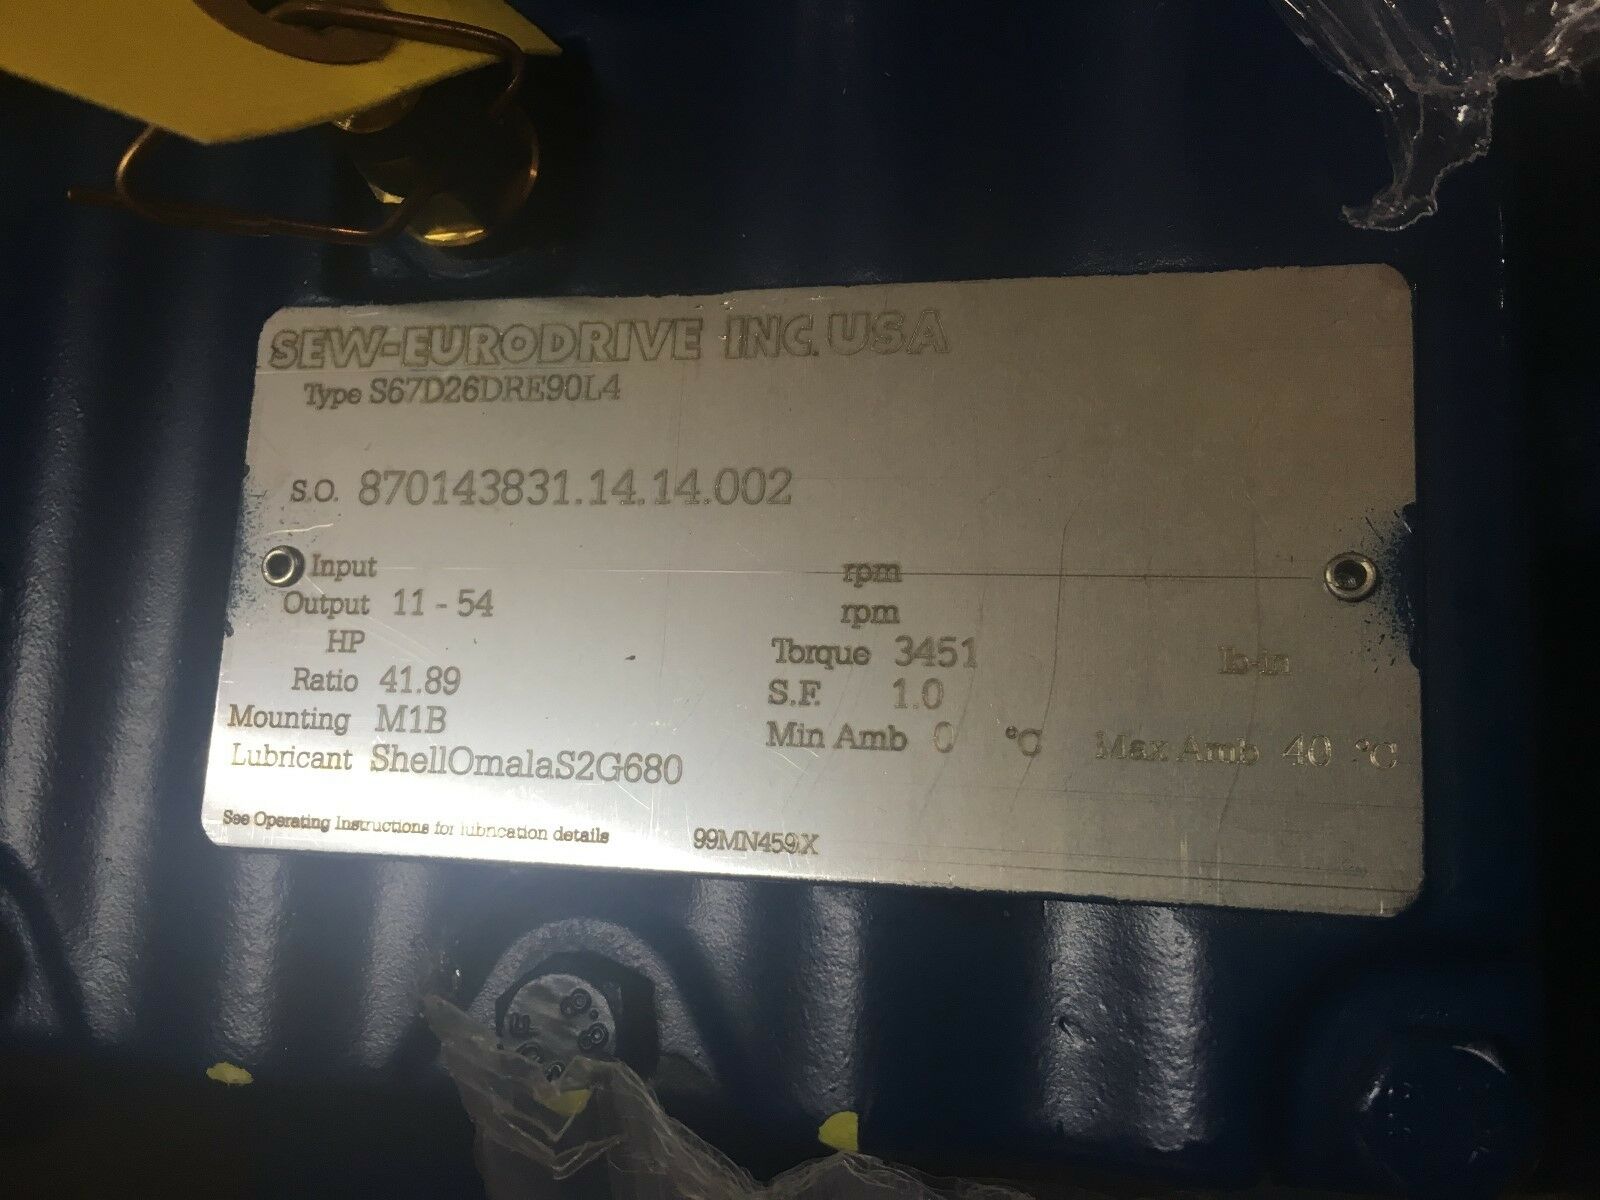 SEW-EURODRIVE INC. USA
Type S67D26DRE90L4
S.O. 870143831.14.14.002
Input rpm
Output 11 - 54 rpm
HP Torque 3451 lb-in
Ratio 41.89 S.F. 1.0
Mounting M1B Min Amb 0 °C Max Amb 40 °C
Lubricant ShellOmalaS2G680
See Operating Instructions for lubrication details 99MN459X
8.8